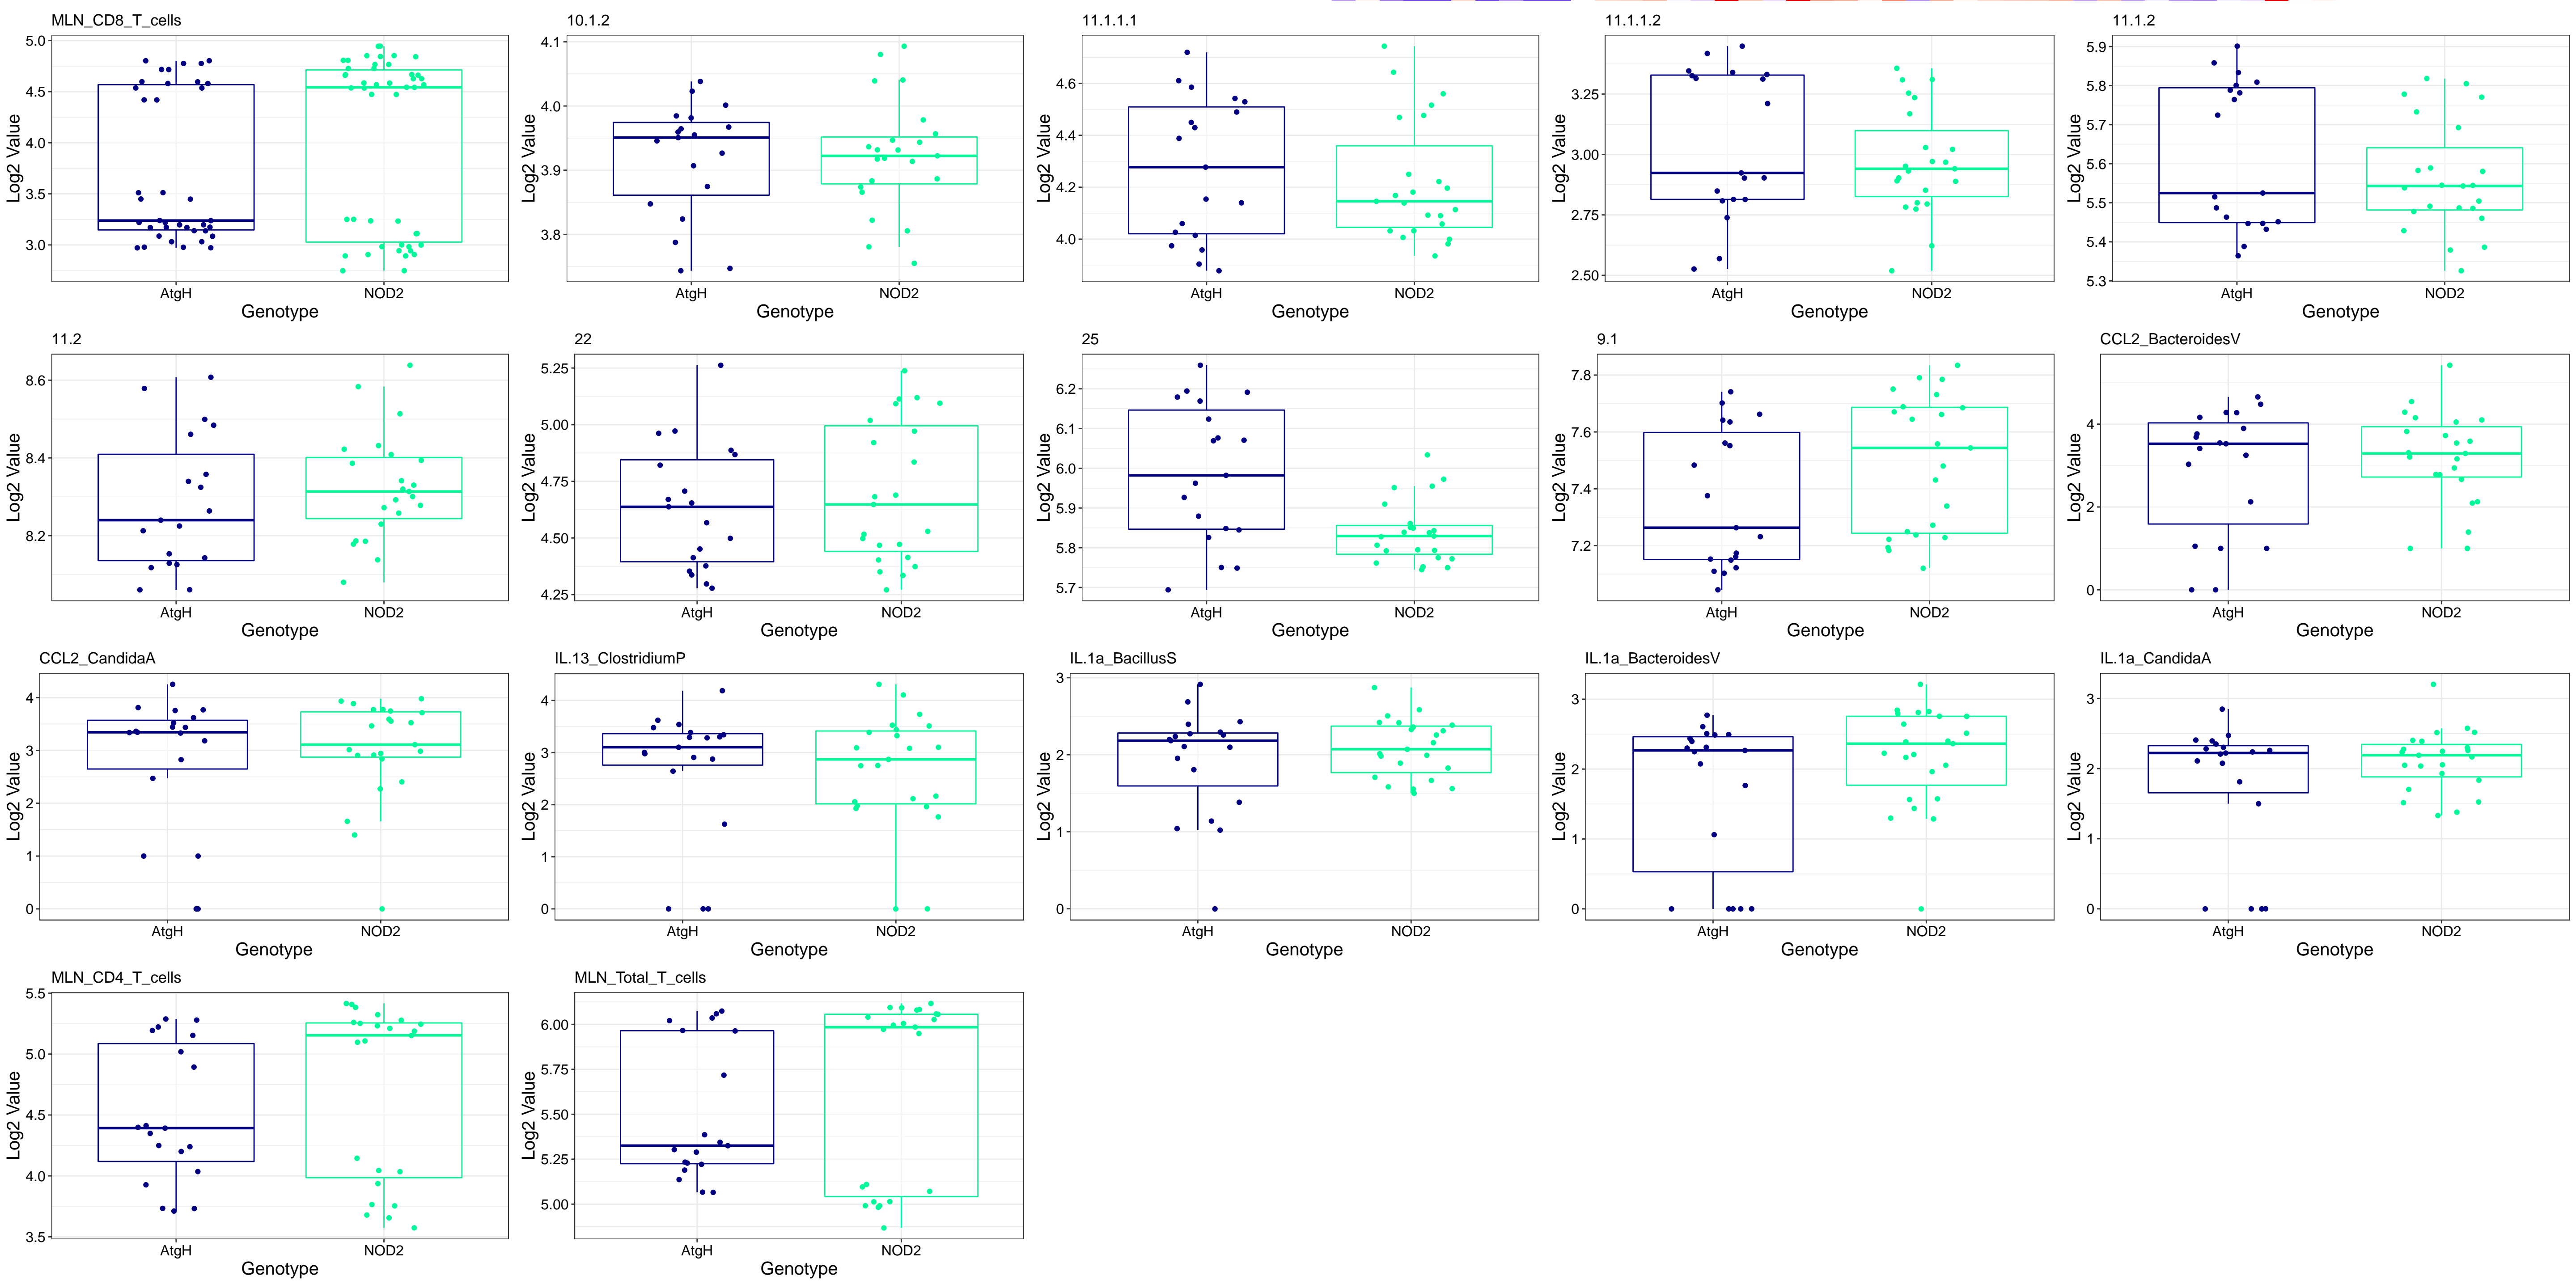 MLN_CD8_T_cells
10.1.2
11.1.1.1
11.1.1.2
11.1.2
5.0
4.5
4.0
3.5
3.0
Log2 Value
AtgH
NOD2
Genotype
4.1
4.0
3.9
3.8
Log2 Value
AtgH
NOD2
Genotype
4.6
4.4
4.2
4.0
Log2 Value
AtgH
NOD2
Genotype
3.25
3.00
2.75
2.50
Log2 Value
AtgH
NOD2
Genotype
5.9
5.8
5.7
5.6
5.5
5.4
5.3
Log2 Value
AtgH
NOD2
Genotype
11.2
22
25
9.1
CCL2_BacteroidesV
8.6
8.4
8.2
Log2 Value
AtgH
NOD2
Genotype
5.25
5.00
4.75
4.50
4.25
Log2 Value
AtgH
NOD2
Genotype
6.2
6.1
6.0
5.9
5.8
5.7
Log2 Value
AtgH
NOD2
Genotype
7.8
7.6
7.4
7.2
Log2 Value
AtgH
NOD2
Genotype
4
2
0
Log2 Value
AtgH
NOD2
Genotype
CCL2_CandidaA
IL.13_ClostridiumP
IL.1a_BacillusS
IL.1a_BacteroidesV
IL.1a_CandidaA
4
3
2
1
0
Log2 Value
AtgH
NOD2
Genotype
4
3
2
1
0
Log2 Value
AtgH
NOD2
Genotype
3
2
1
0
Log2 Value
AtgH
NOD2
Genotype
3
2
1
0
Log2 Value
AtgH
NOD2
Genotype
3
2
1
0
Log2 Value
AtgH
NOD2
Genotype
MLN_CD4_T_cells
MLN_Total_T_cells
5.5
5.0
4.5
4.0
3.5
Log2 Value
AtgH
NOD2
Genotype
6.00
5.75
5.50
5.25
5.00
Log2 Value
AtgH
NOD2
Genotype